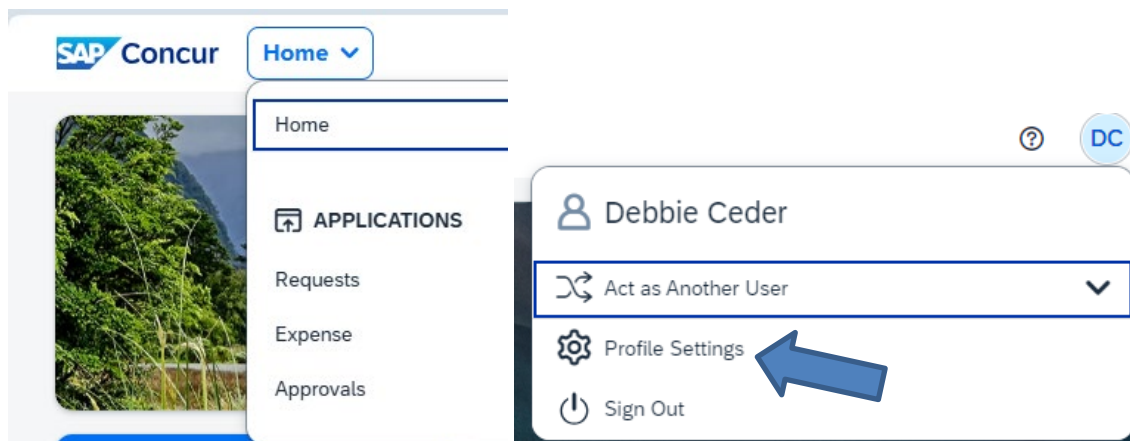 SAP Concur Home
Home
APPLICATIONS
Requests
Expense
Approvals
? DC
Debbie Ceder
Act as Another User
Profile Settings
Sign Out